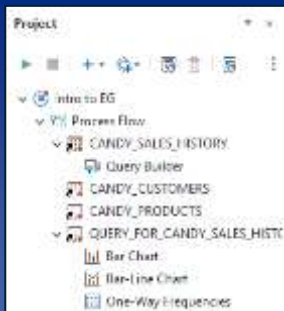 Project
Intro to EG
Process Flow
CANDY_SALES_HISTORY
Query Builder
CANDY_CUSTOMERS
CANDY_PRODUCTS
QUERY_FOR_CANDY_SALES_HISTO
Bar Chart
Bar-Line Chart
One-Way Frequencies